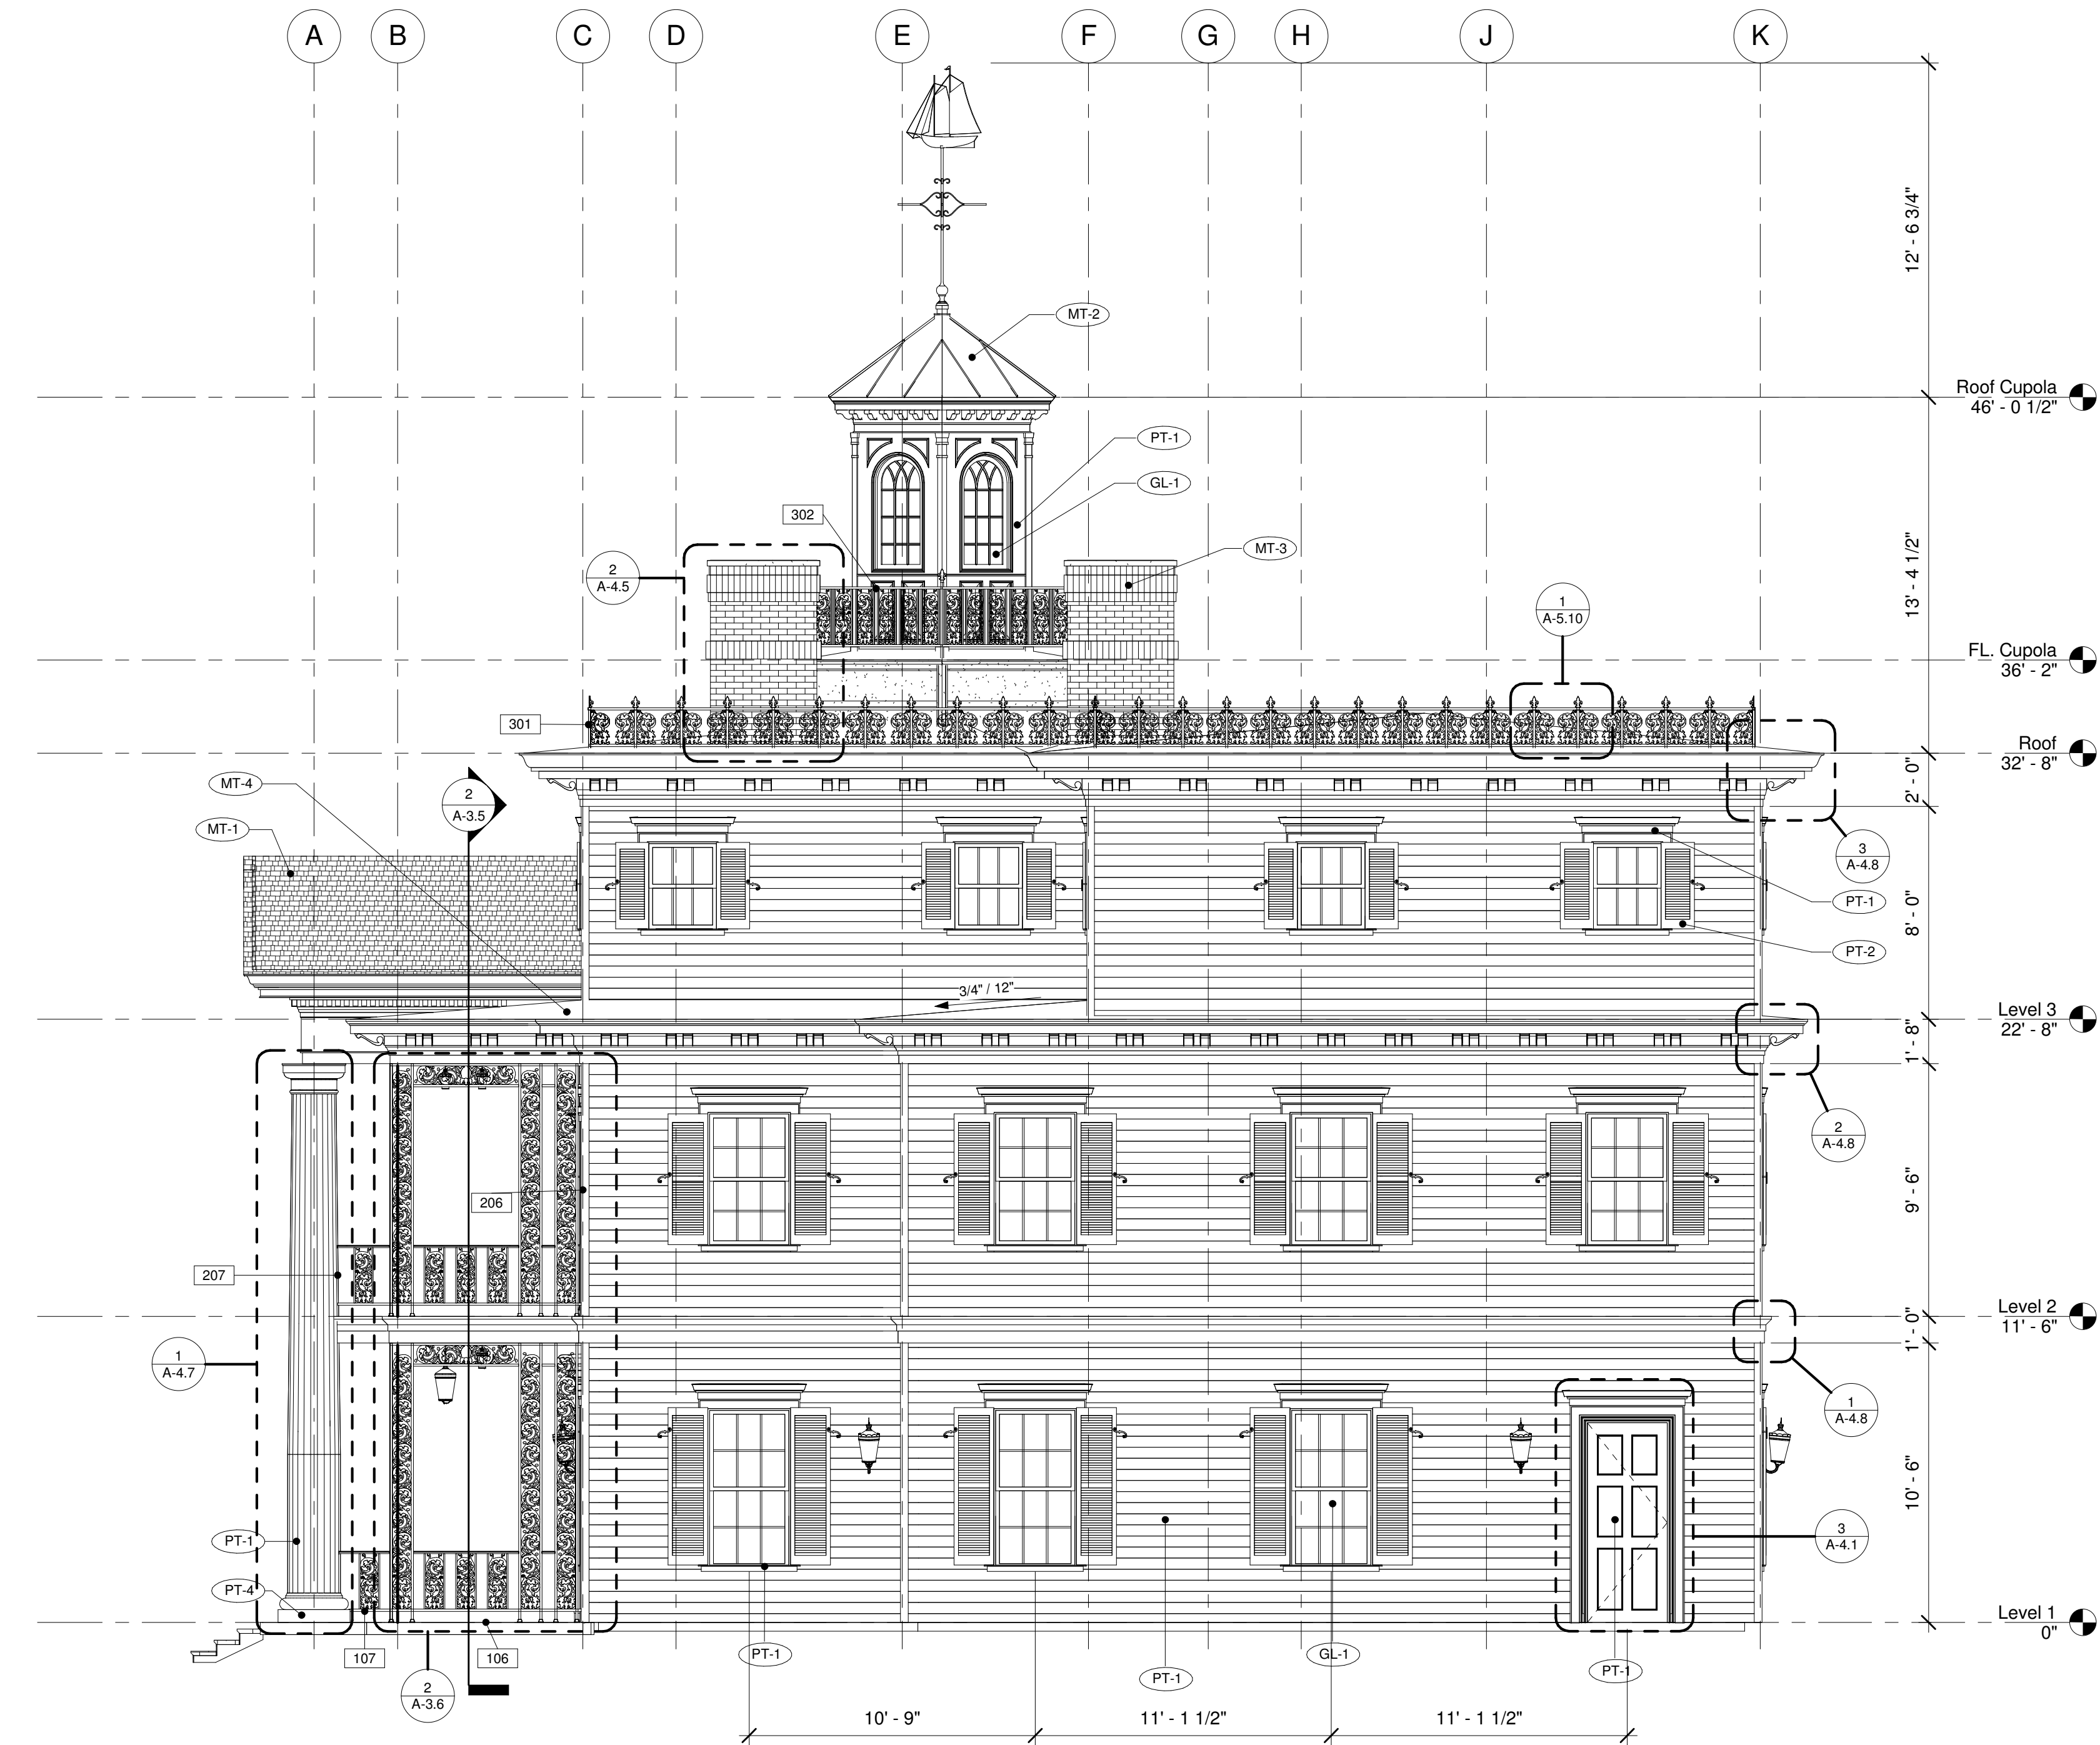 A B C D E F G H J K
12' - 6 3/4"
MT-2
Roof Cupola
46' - 0 1/2"
PT-1
GL-1
302
MT-3
13' - 4 1/2"
2
A-4.5
1
A-5.10
FL. Cupola
36' - 2"
301
Roof
32' - 8"
MT-4
2
A-3.5
2' - 0"
MT-1
3
A-4.8
PT-1
8' - 0"
PT-2
3/4" / 12"
Level 3
22' - 8"
1' - 8"
2
A-4.8
206
9' - 6"
207
Level 2
11' - 6"
1' - 0"
1
A-4.7
1
A-4.8
10' - 6"
PT-1
3
A-4.1
PT-4
Level 1
0"
107
106
PT-1
PT-1
GL-1
PT-1
2
A-3.6
10' - 9"
11' - 1 1/2"
11' - 1 1/2"